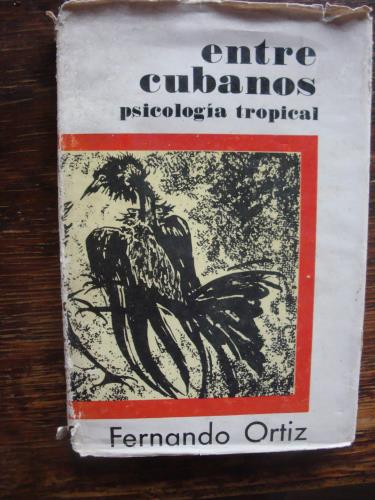 entre
cubanos
psicología tropical
Fernando Ortiz